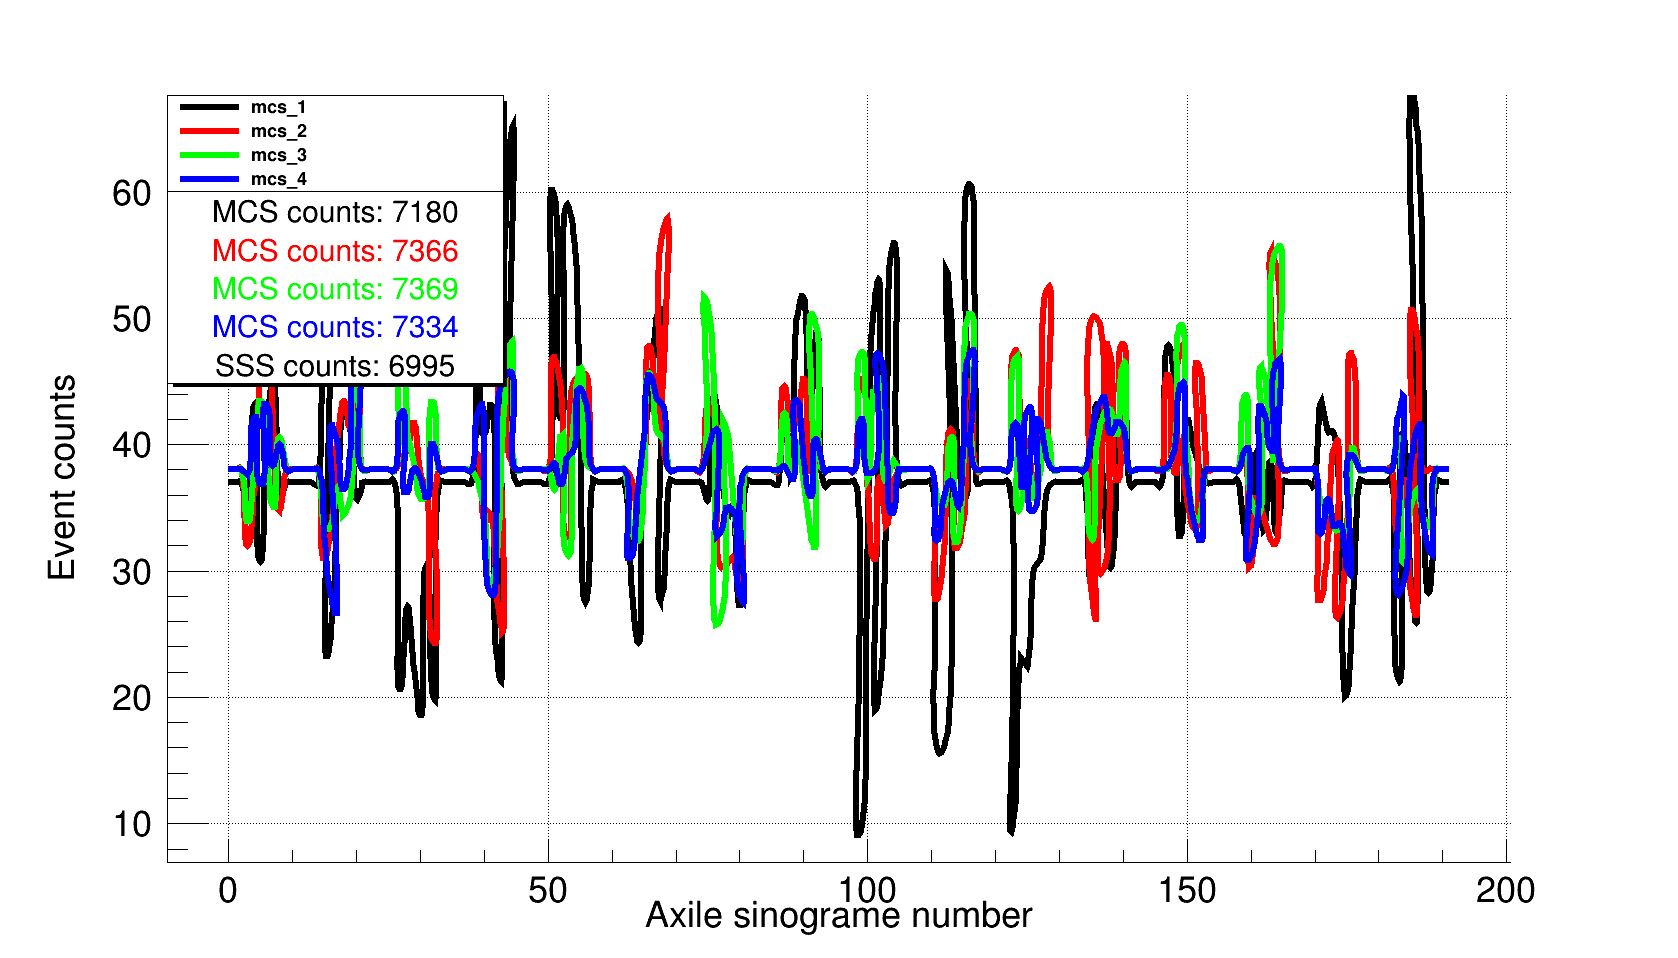 mcs_1
mcs_2
mcs_3
mcs_4
MCS counts: 7180
MCS counts: 7366
MCS counts: 7369
MCS counts: 7334
SSS counts: 6995
60
50
40
30
20
10
Event counts
0 50 100 150 200
Axile sinograme number